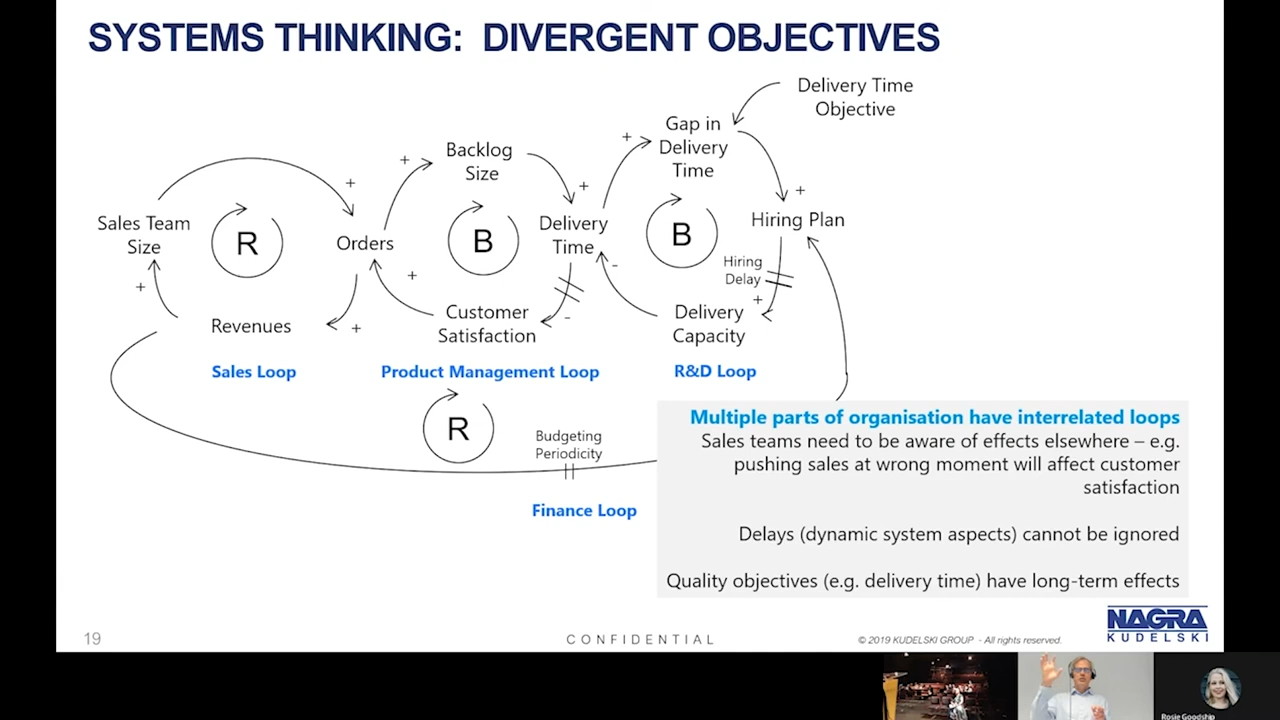 SYSTEMS THINKING: DIVERGENT OBJECTIVES
Delivery Time
Objective
Gap in
Delivery
Time
+
+
Backlog
Size
+
+
+
Sales Team
Size
R
Orders
B
Delivery
Time
B
Hiring Plan
+
+
-
Hiring
Delay
+
Revenues
+
Customer
Satisfaction
-
Delivery
Capacity
Sales Loop
Product Management Loop
R&D Loop
R
Budgeting
Periodicity
Finance Loop
Multiple parts of organisation have interrelated loops
Sales teams need to be aware of effects elsewhere – e.g.
pushing sales at wrong moment will affect customer
satisfaction
Delays (dynamic system aspects) cannot be ignored
Quality objectives (e.g. delivery time) have long-term effects
19
CONFIDENTIAL
© 2019 KUDELSKI GROUP - All rights reserved.
NAGRA
KUDELSKI
Rosie Goodship